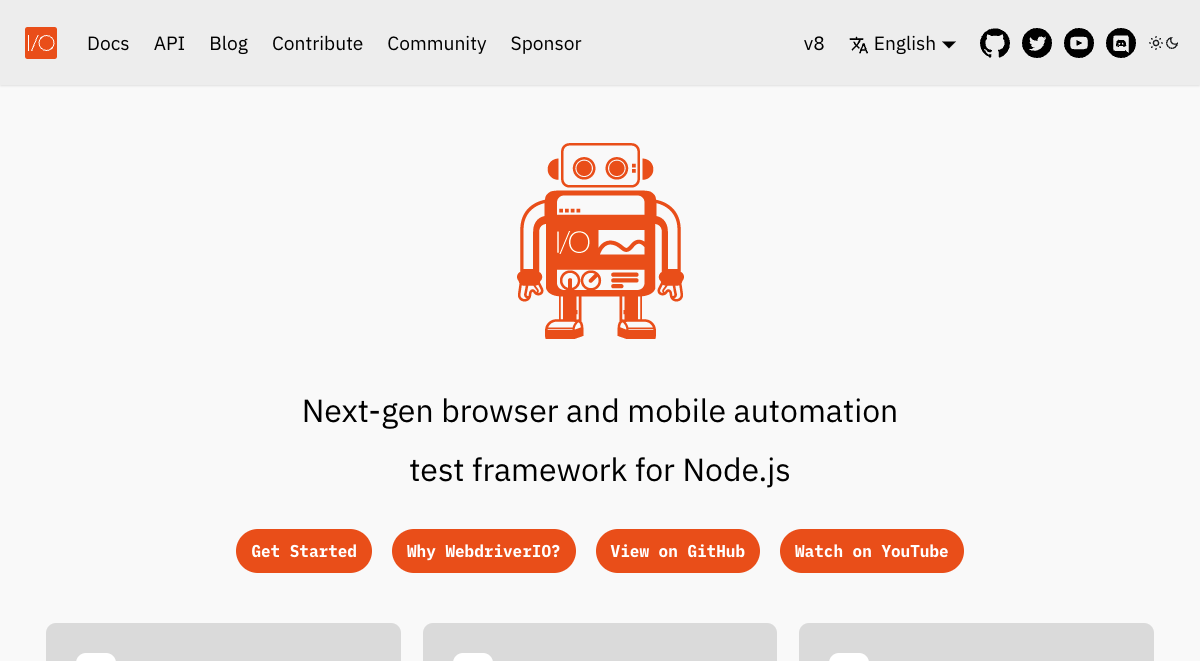 I/O
Docs
API
Blog
Contribute
Community
Sponsor
v8
English
I/O
Next-gen browser and mobile automation
test framework for Node.js
Get Started
Why WebdriverIO?
View on GitHub
Watch on YouTube